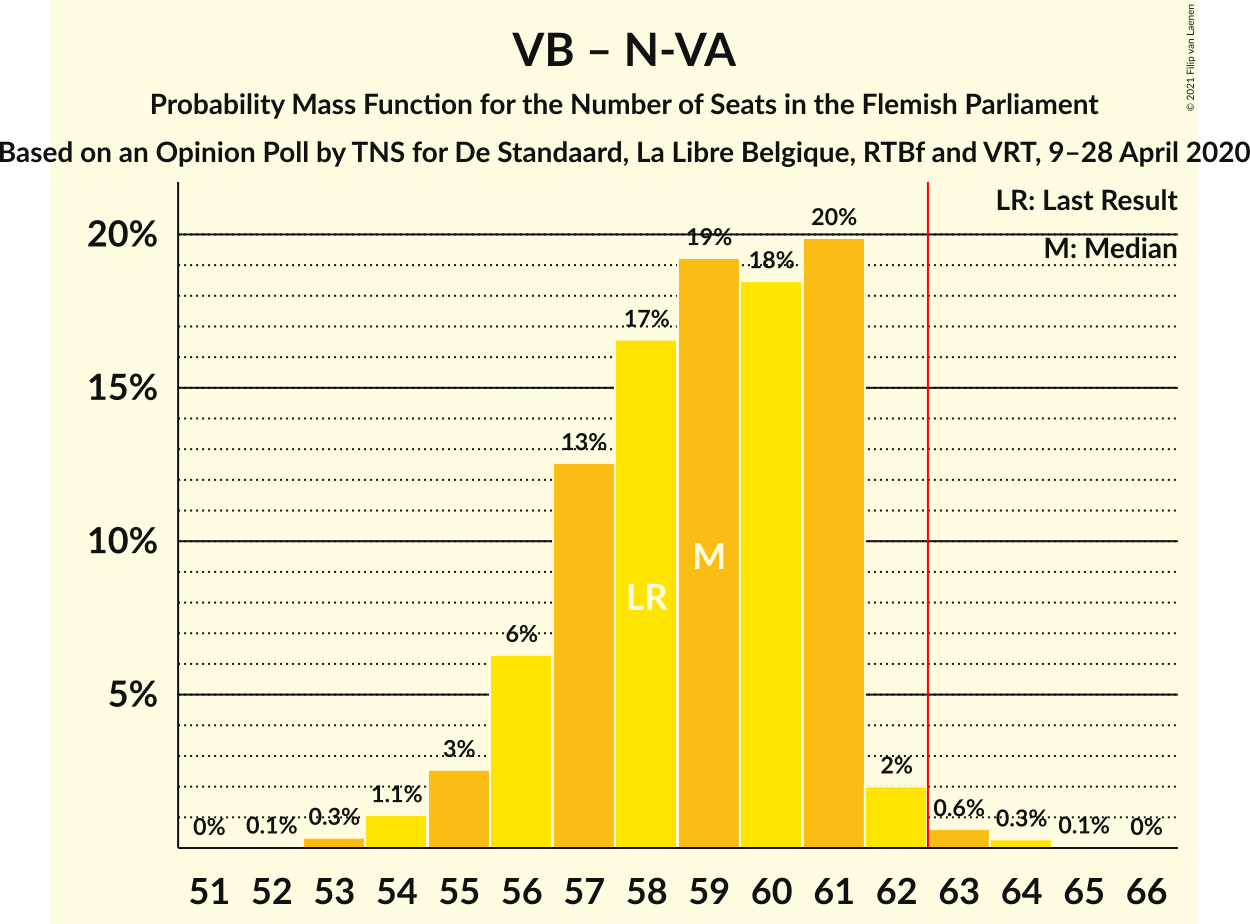 VB – N-VA
Probability Mass Function for the Number of Seats in the Flemish Parliament
Based on an Opinion Poll by TNS for De Standaard, La Libre Belgique, RTBf and VRT, 9–28 April 2020
© 2021 Filip van Laenen
LR: Last Result
M: Median
20%
15%
10%
5%
0%
0.1%
0.3%
1.1%
3%
6%
13%
17%
19%
18%
20%
2%
0.6%
0.3%
0.1%
0%
LR
M
51 52 53 54 55 56 57 58 59 60 61 62 63 64 65 66